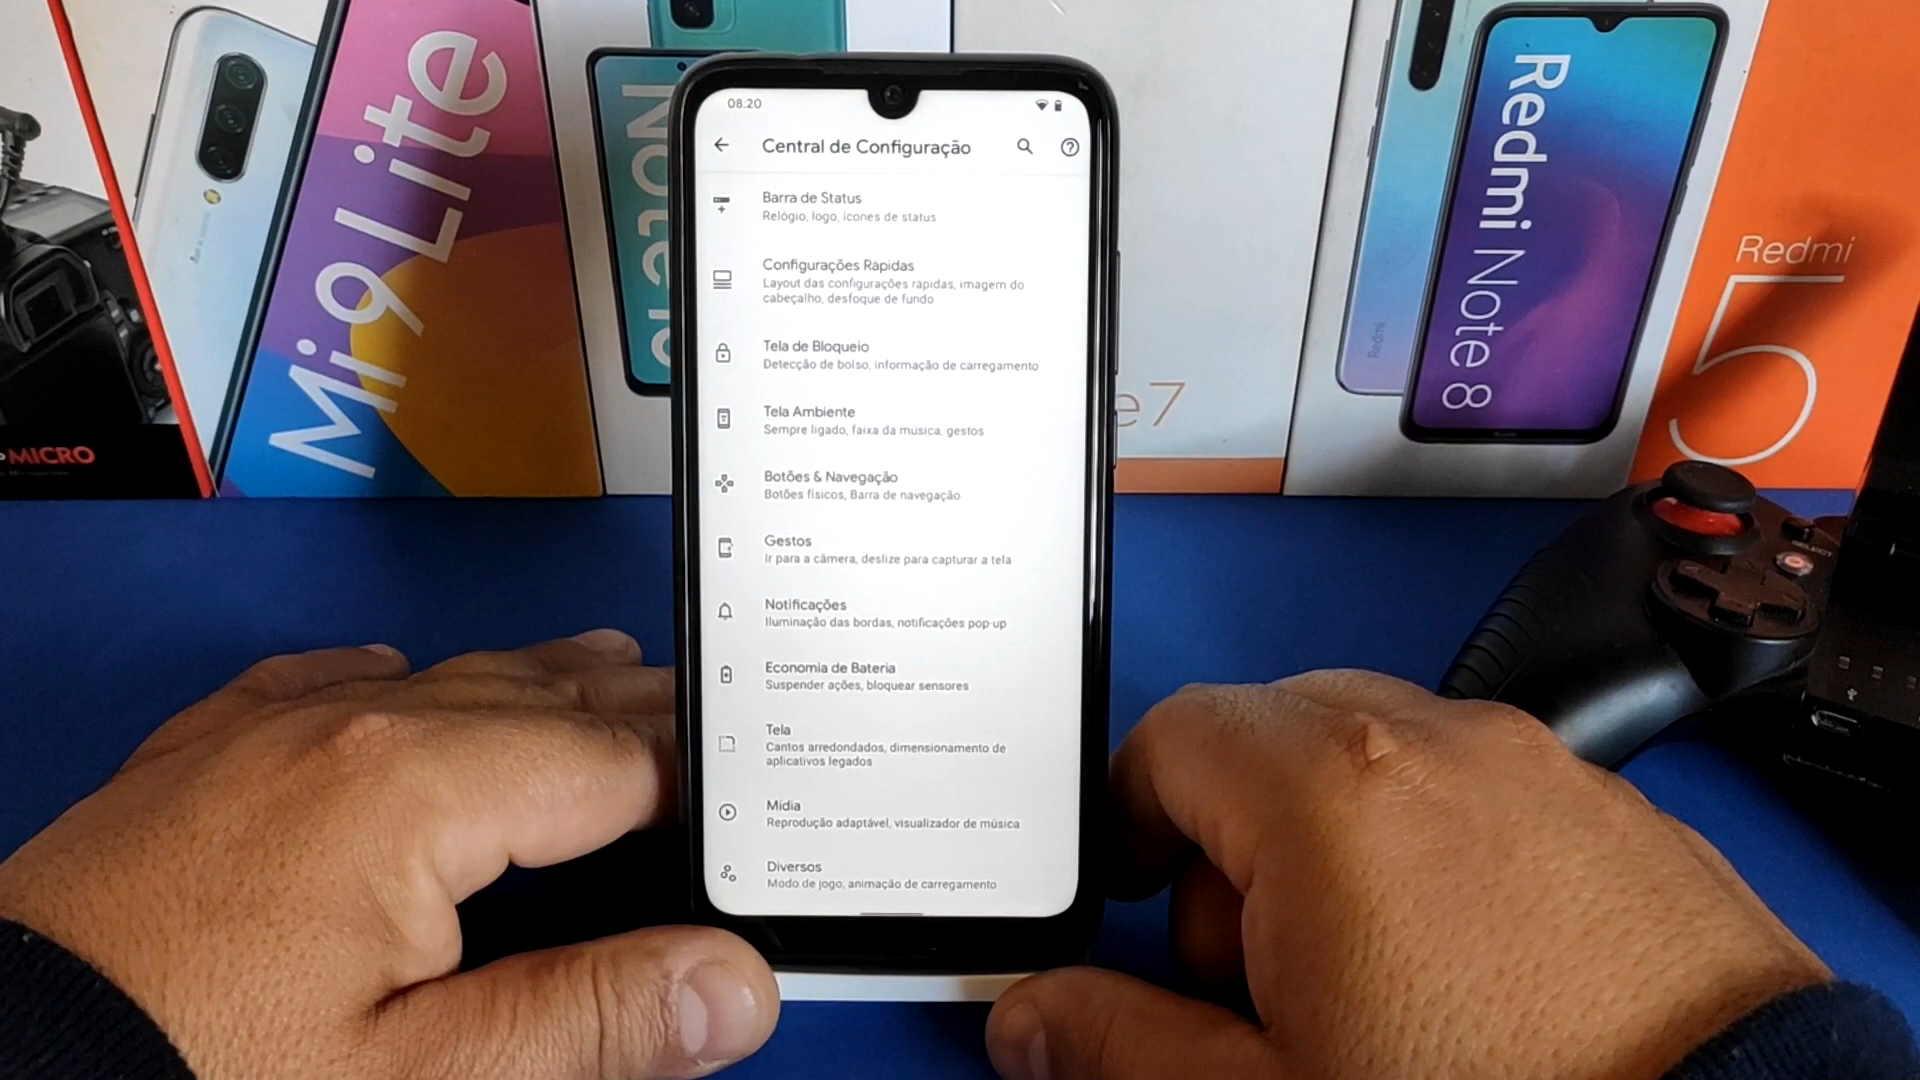 08:20
Central de Configuração
Barra de Status
Relógio, logo, ícones de status
Configurações Rápidas
Layout das configurações rápidas, imagem do
cabeçalho, desfoque de fundo
Tela de Bloqueio
Detecção de bolso, informação de carregamento
Tela Ambiente
Sempre ligado, faixa da música, gestos
Botões & Navegação
Botões físicos, Barra de navegação
Gestos
Ir para a câmera, deslize para capturar a tela
Notificações
Iluminação das bordas, notificações pop-up
Economia de Bateria
Suspender ações, bloquear sensores
Tela
Cantos arredondados, dimensionamento de
aplicativos legados
Mídia
Reprodução adaptável, visualizador de música
Diversos
Modo de jogo, animação de carregamento
Mi 9 Lite
Note 10
e7
Redmi Note 8
Redmi
Redmi
5
MICRO
SELECT